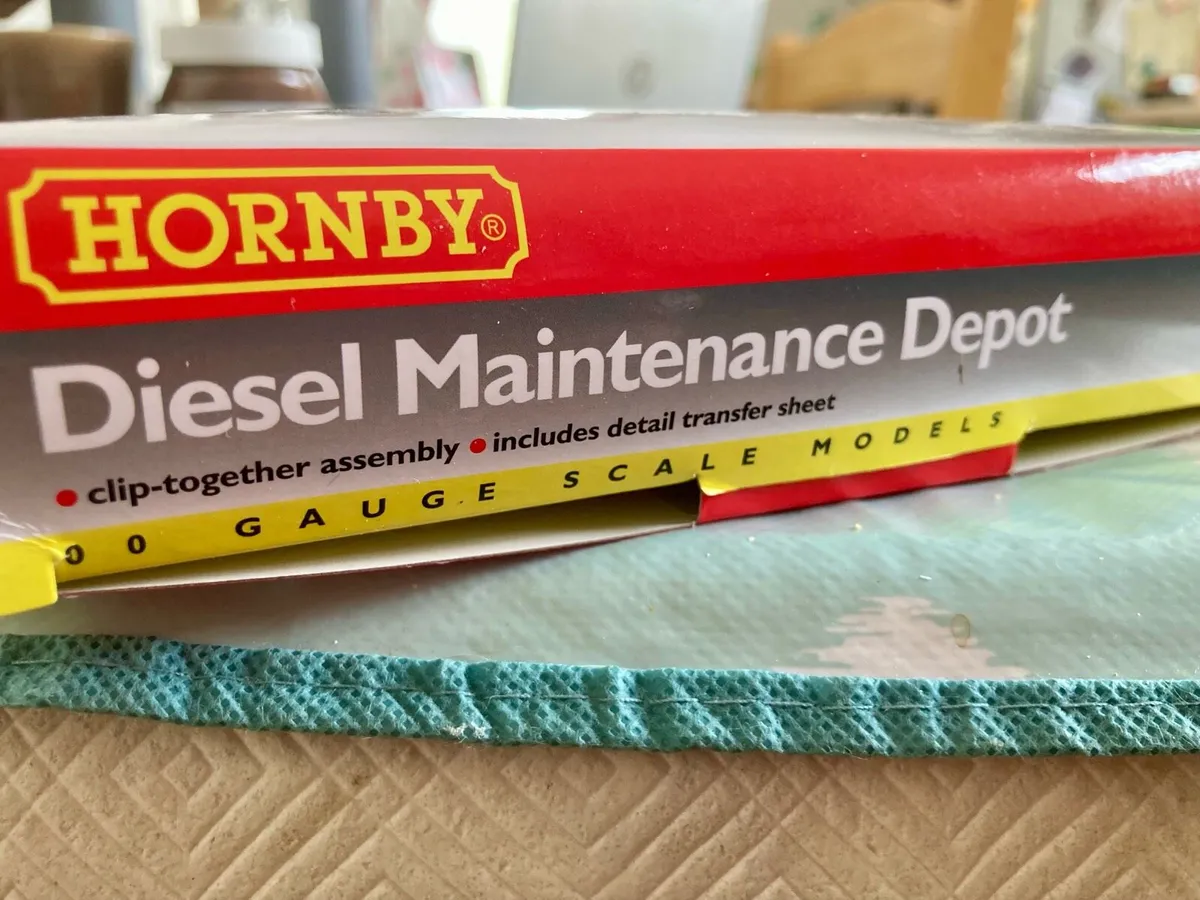 HORNBY®
Diesel Maintenance Depot
• clip-together assembly • includes detail transfer sheet
00 GAUGE SCALE MODELS